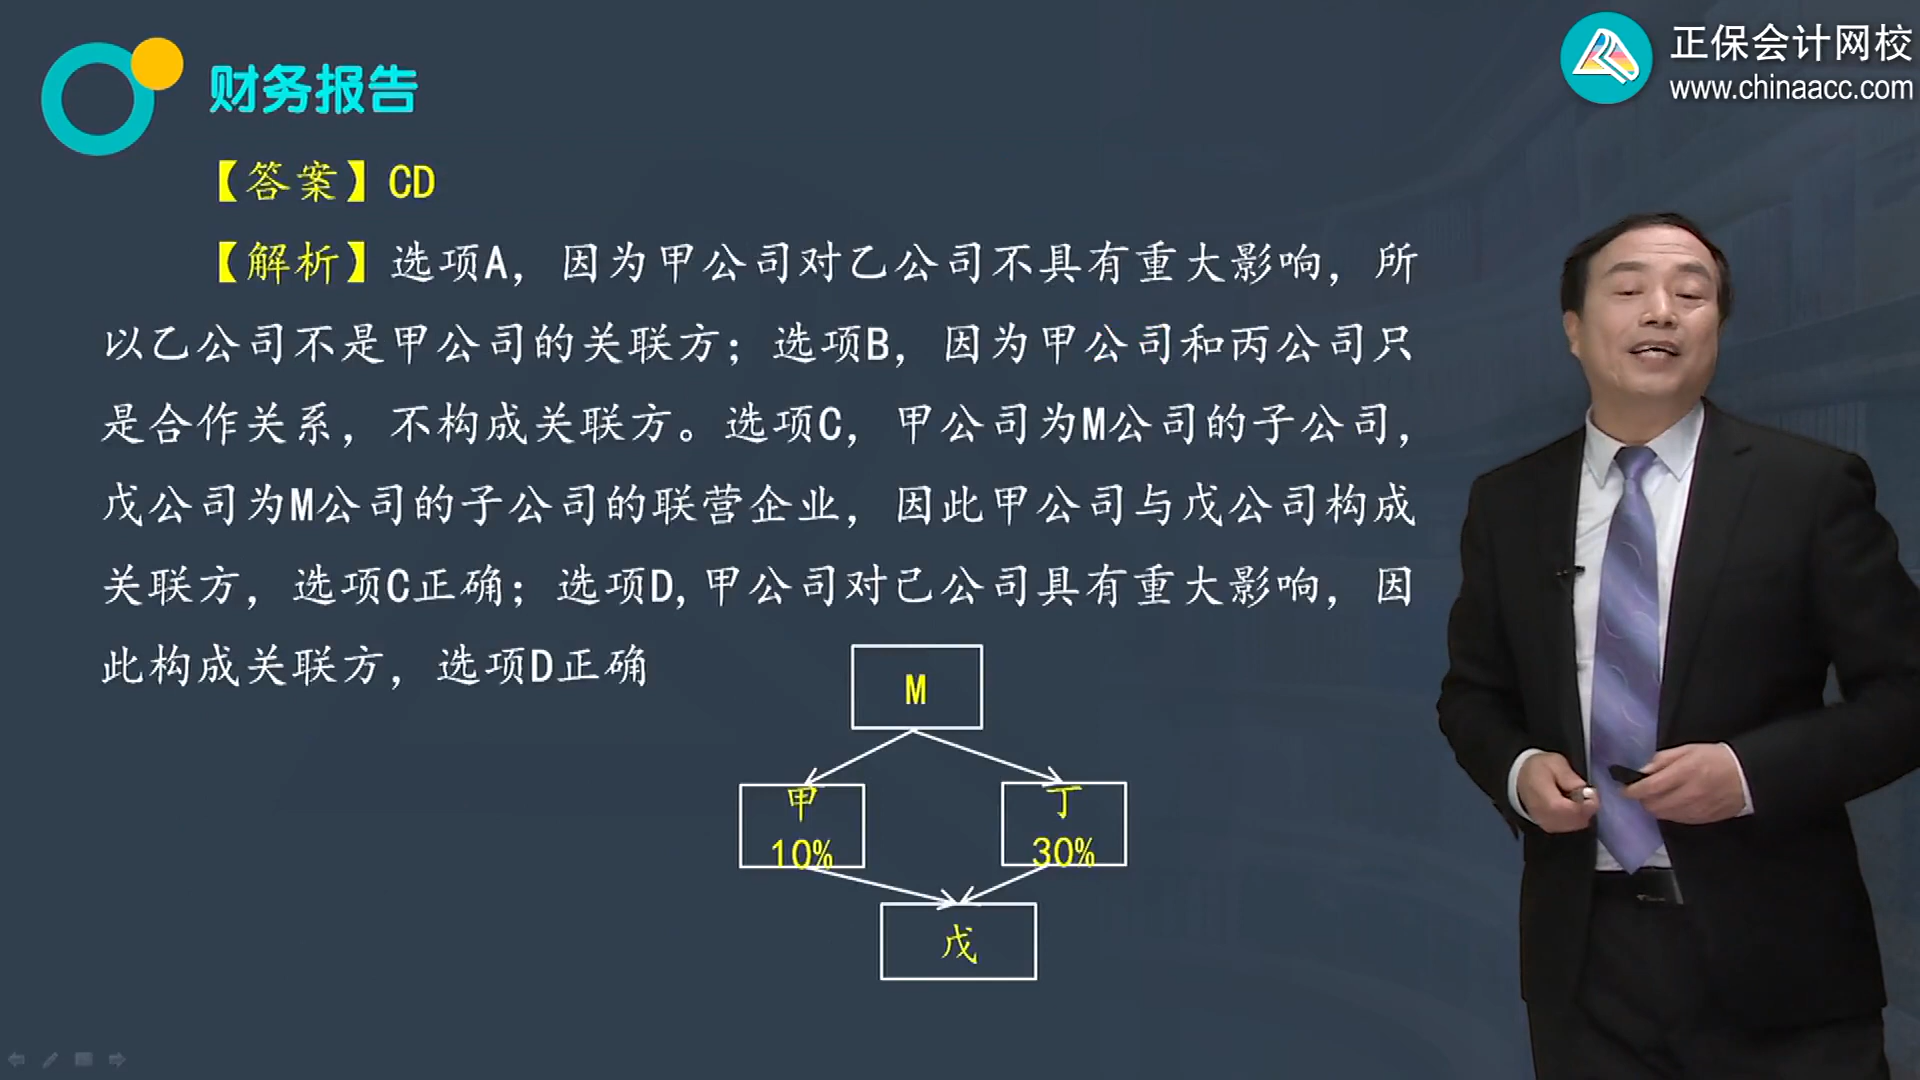 正保会计网校
www.chinaacc.com
财务报告
【答案】CD
【解析】选项A，因为甲公司对乙公司不具有重大影响，所
以乙公司不是甲公司的关联方；选项B，因为甲公司和丙公司只
是合作关系，不构成关联方。选项C，甲公司为M公司的子公司，
戊公司为M公司的子公司的联营企业，因此甲公司与戊公司构成
关联方，选项C正确；选项D,甲公司对己公司具有重大影响，因
此构成关联方，选项D正确
M
甲
10%
丁
30%
戊